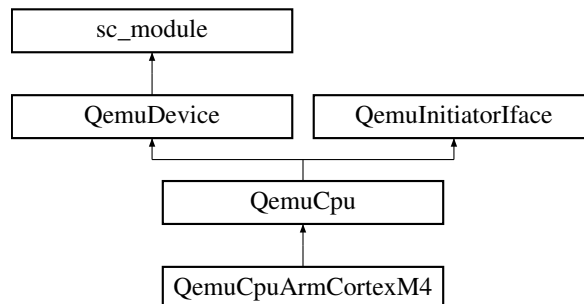 sc_module
QemuDevice
QemuInitiatorIface
QemuCpu
QemuCpuArmCortexM4